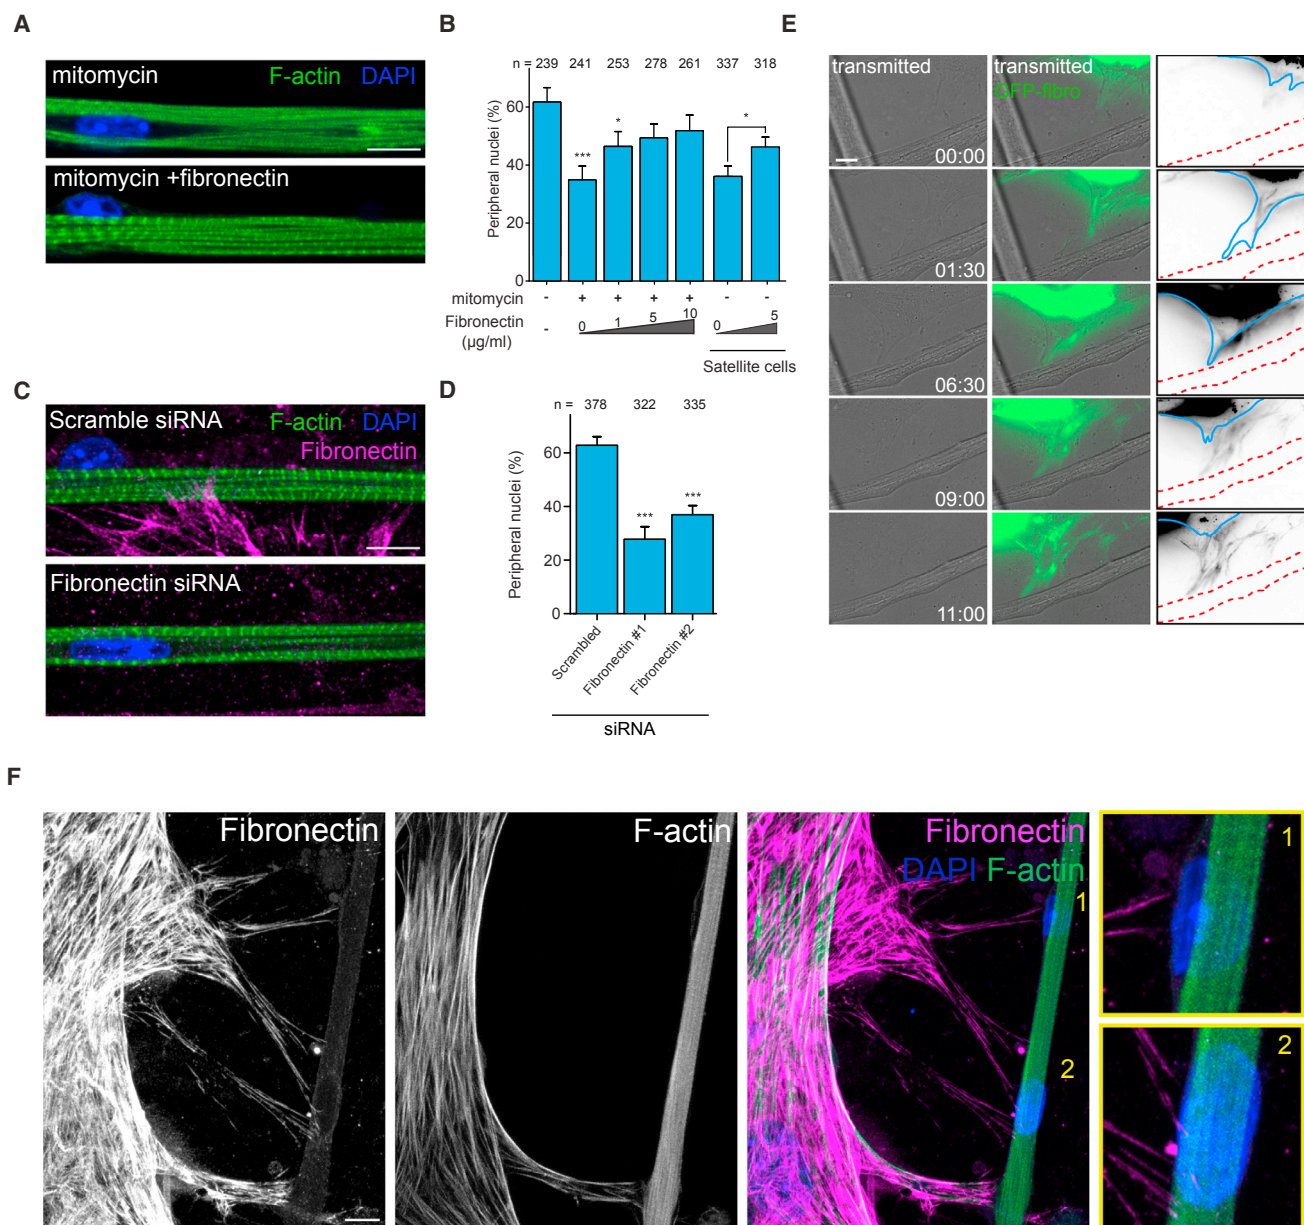 A
mitomycin F-actin DAPI
mitomycin +fibronectin
B
n = 239 241 253 278 261 337 318
Peripheral nuclei (%)
60
40
20
0
*** * *
mitomycin - + + + + - -
Fibronectin (µg/ml) - 0 1 5 10 0 5
Satellite cells
C
Scramble siRNA F-actin DAPI
Fibronectin
Fibronectin siRNA
D
n = 378 322 335
Peripheral nuclei (%)
60
40
20
0
*** ***
Scrambled
Fibronectin #1
Fibronectin #2
siRNA
E
transmitted transmitted
GFP-fibro
00:00
01:30
06:30
09:00
11:00
F
Fibronectin
F-actin
Fibronectin
DAPI F-actin
1
2
1
2